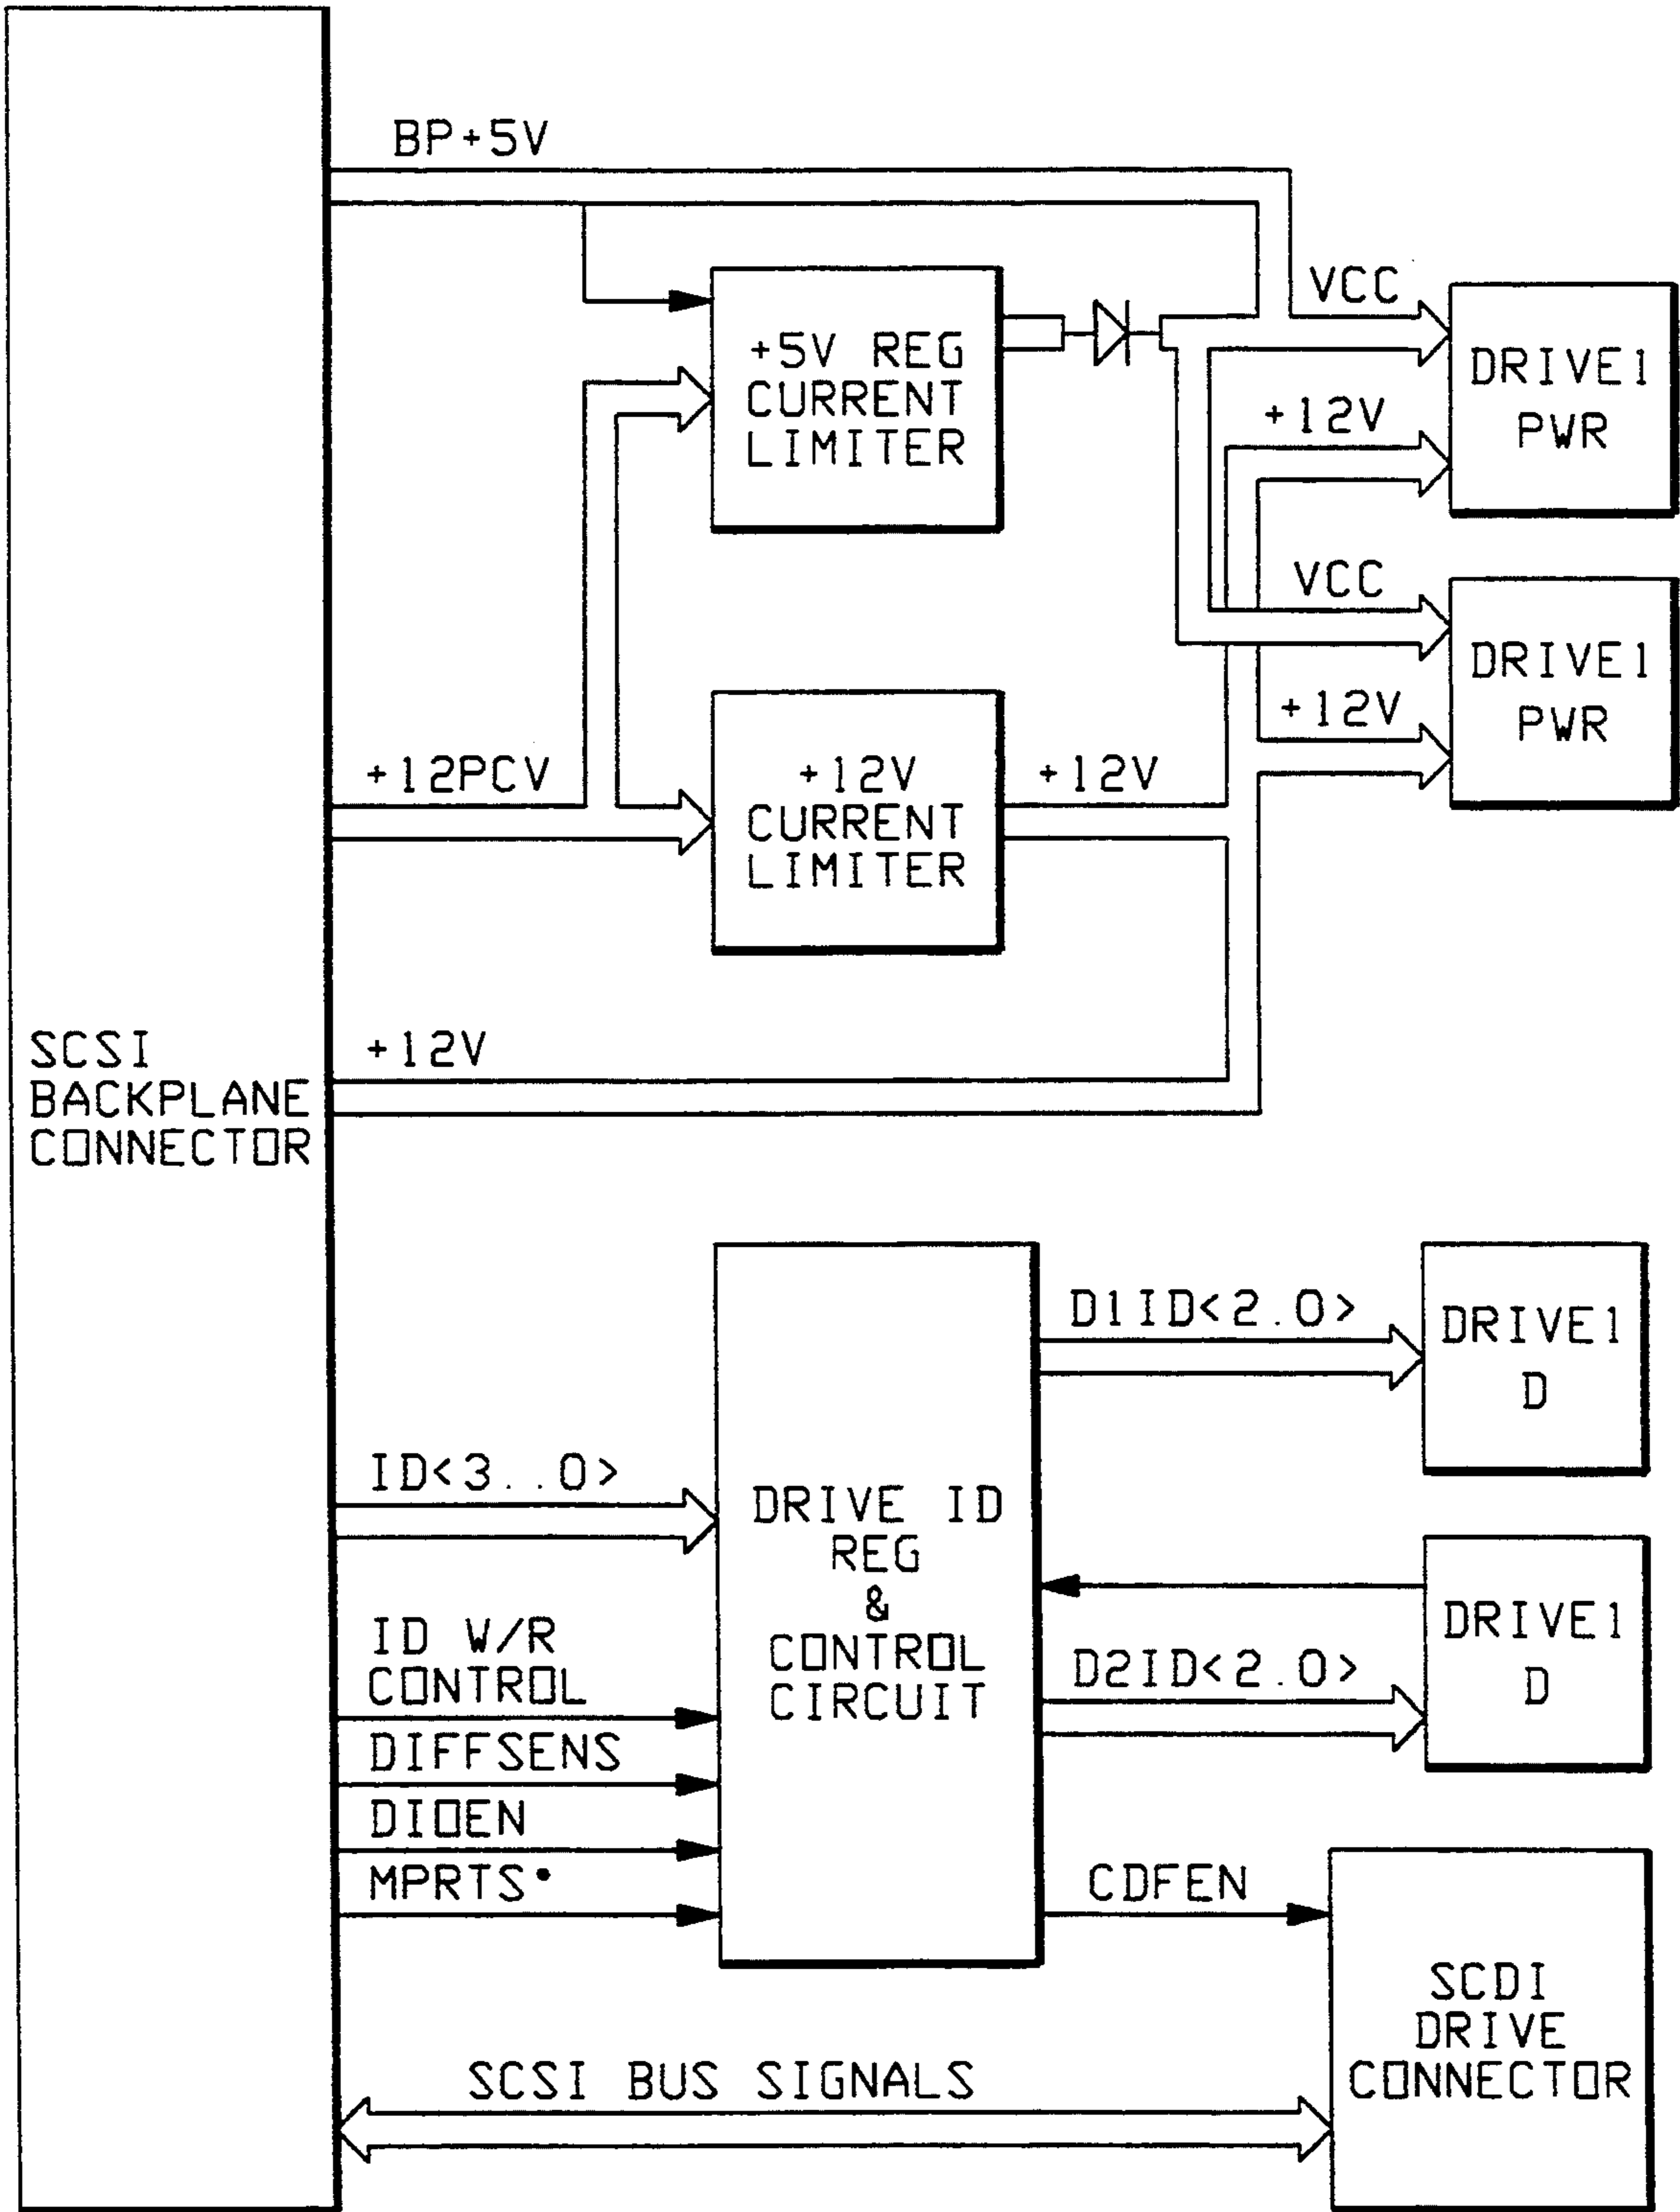 BP+5V
VCC
+5V REG
CURRENT
LIMITER
DRIVE1
PWR
+12V
VCC
DRIVE1
PWR
+12V
+12PCV
+12V
CURRENT
LIMITER
+12V
SCSI
BACKPLANE
CONNECTOR
+12V
D1ID<2.0>
DRIVE1
D
ID<3..0>
DRIVE ID
REG
&
CONTROL
CIRCUIT
ID W/R
CONTROL
DRIVE1
D
D2ID<2.0>
DIFFSENS
DIOEN
MPRTS•
CDFEN
SCDI
DRIVE
CONNECTOR
SCSI BUS SIGNALS